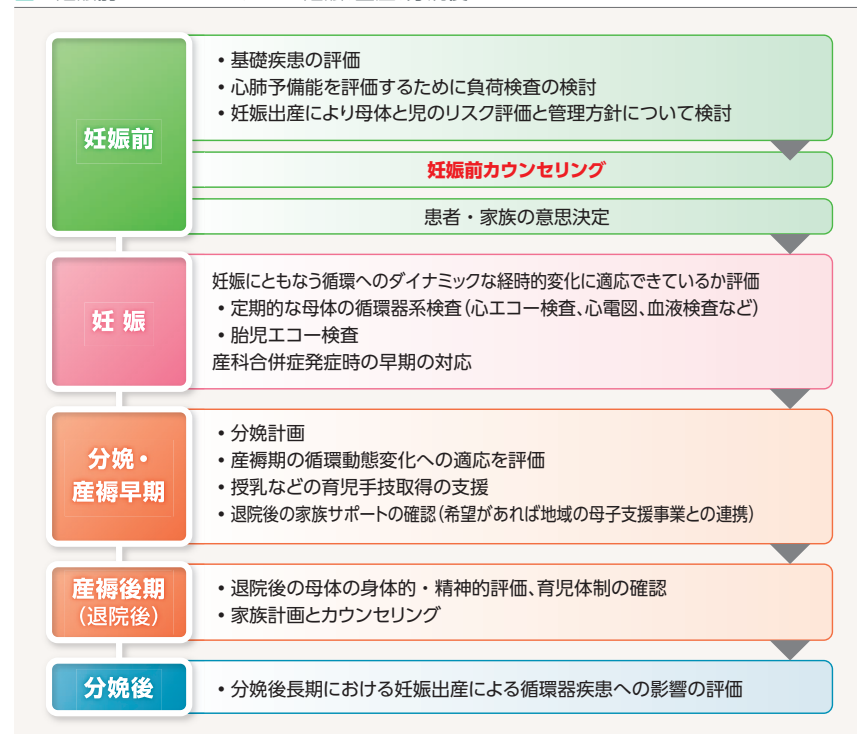 妊娠前
・基礎疾患の評価
・心肺予備能を評価するために負荷検査の検討
・妊娠出産により母体と児のリスク評価と管理方針について検討
妊娠前カウンセリング
患者・家族の意思決定
妊 娠
妊娠にともなう循環へのダイナミックな経時的変化に適応できているか評価
・定期的な母体の循環器系検査（心エコー検査、心電図、血液検査など）
・胎児エコー検査
産科合併症発症時の早期の対応
分娩・
産褥早期
・分娩計画
・産褥期の循環動態変化への適応を評価
・授乳などの育児手技取得の支援
・退院後の家族サポートの確認（希望があれば地域の母子支援事業との連携）
産褥後期
（退院後）
・退院後の母体の身体的・精神的評価、育児体制の確認
・家族計画とカウンセリング
分娩後
・分娩後長期における妊娠出産による循環器疾患への影響の評価